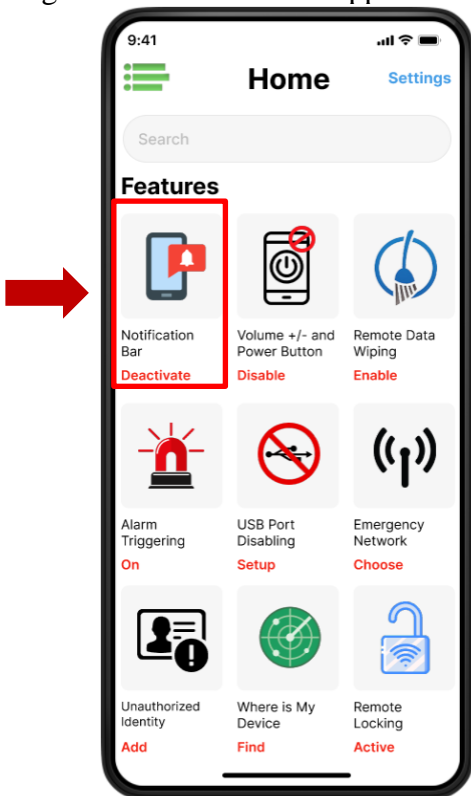 9:41
Home
Settings
Search
Features
Notification
Bar
Deactivate
Volume +/- and
Power Button
Disable
Remote Data
Wiping
Enable
Alarm
Triggering
On
USB Port
Disabling
Setup
Emergency
Network
Choose
Unauthorized
Identity
Add
Where is My
Device
Find
Remote
Locking
Active